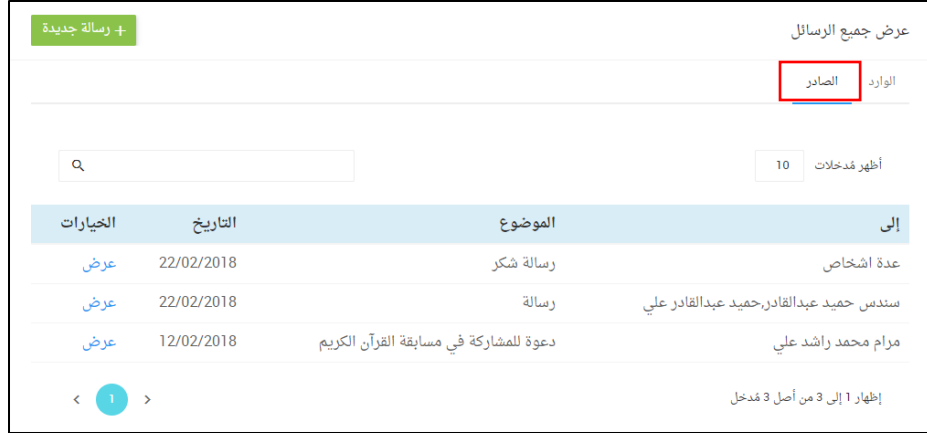 عرض جميع الرسائل
+ رسالة جديدة
الوارد الصادر
أظهر مُدخلات 10
إلى الموضوع التاريخ الخيارات
عدة اشخاص رسالة شكر 22/02/2018 عرض
سندس حميد عبدالقادر,حميد عبدالقادر علي رسالة 22/02/2018 عرض
مرام محمد راشد علي دعوة للمشاركة في مسابقة القرآن الكريم 12/02/2018 عرض
إظهار 1 إلى 3 من أصل 3 مُدخل
1